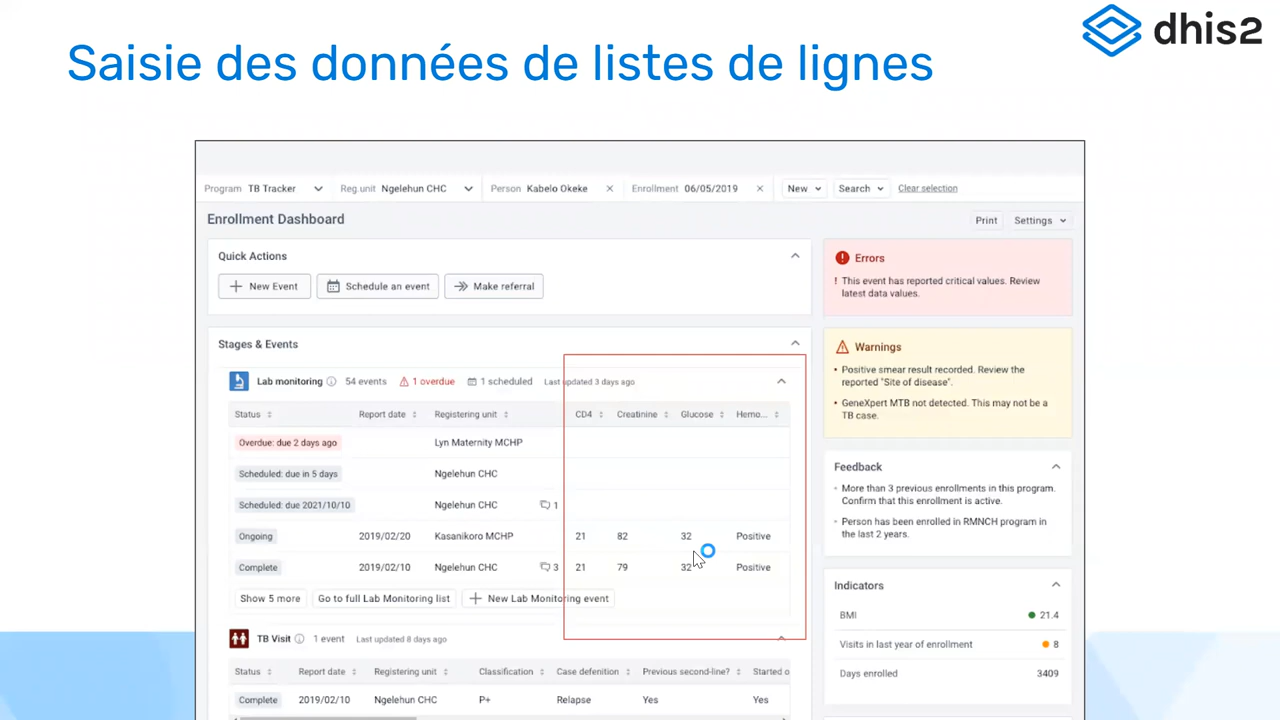 dhis2
Saisie des données de listes de lignes
Program TB Tracker Reg.unit Ngelehun CHC Person Kabelo Okeke Enrollment 06/05/2019 New Search Clear selection
Enrollment Dashboard Print Settings
Quick Actions
New Event Schedule an event Make referral
Errors
! This event has reported critical values. Review
latest data values.
Warnings
Positive smear result recorded. Review the
reported "Site of disease".
GeneXpert MTB not detected. This may not be a
TB case.
Stages & Events
Lab monitoring 54 events 1 overdue 1 scheduled Last updated 3 days ago
Status Report date Registering unit CD4 Creatinine Glucose Hemo...
Overdue: due 2 days ago Lyn Maternity MCHP
Scheduled: due in 5 days Ngelehun CHC
Scheduled: due 2021/10/10 Ngelehun CHC 1
Ongoing 2019/02/20 Kasanikoro MCHP 21 82 32 Positive
Complete 2019/02/10 Ngelehun CHC 3 21 79 32 Positive
Show 5 more Go to full Lab Monitoring list New Lab Monitoring event
Feedback
More than 3 previous enrollments in this program.
Confirm that this enrollment is active.
Person has been enrolled in RMNCH program in
the last 2 years.
Indicators
BMI 21.4
Visits in last year of enrollment 8
Days enrolled 3409
TB Visit 1 event Last updated 8 days ago
Status Report date Registering unit Classification Case defenition Previous second-line? Started o
Complete 2019/02/10 Ngelehun CHC P+ Relapse Yes Yes